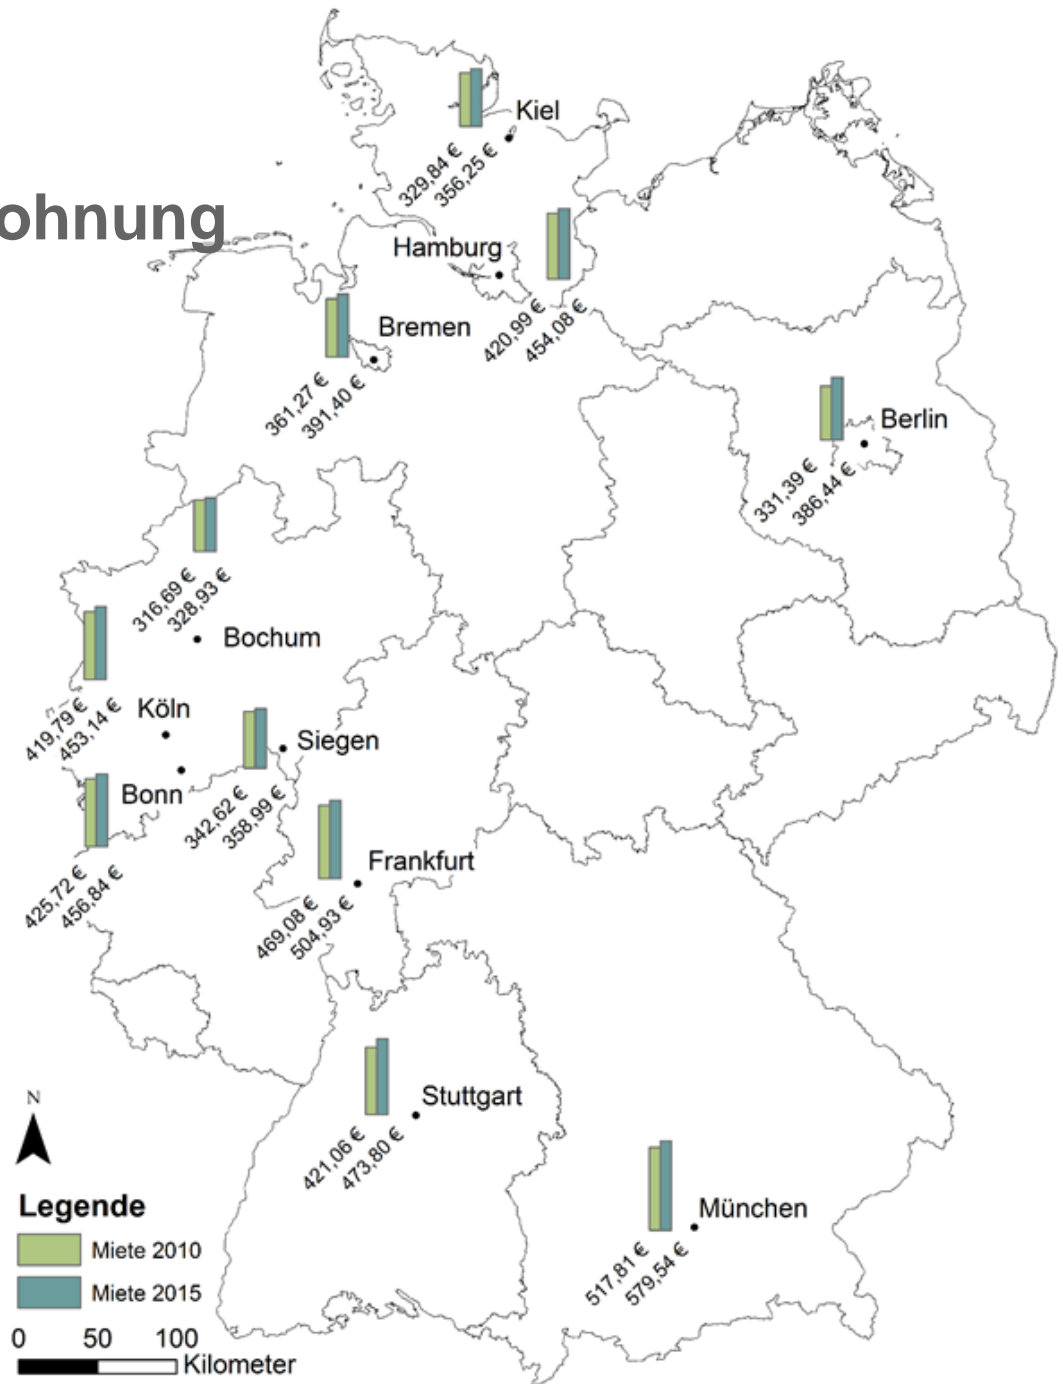 Kiel
329,84 €
356,25 €
ohnung
Hamburg
420,99 €
454,08 €
Bremen
361,27 €
391,40 €
Berlin
331,39 €
386,44 €
316,69 €
328,93 €
Bochum
Köln
419,79 €
453,14 €
Siegen
342,62 €
358,99 €
Bonn
425,72 €
456,84 €
Frankfurt
469,08 €
504,93 €
Stuttgart
421,06 €
473,80 €
München
517,81 €
579,54 €
N
Legende
Miete 2010
Miete 2015
0 50 100
Kilometer